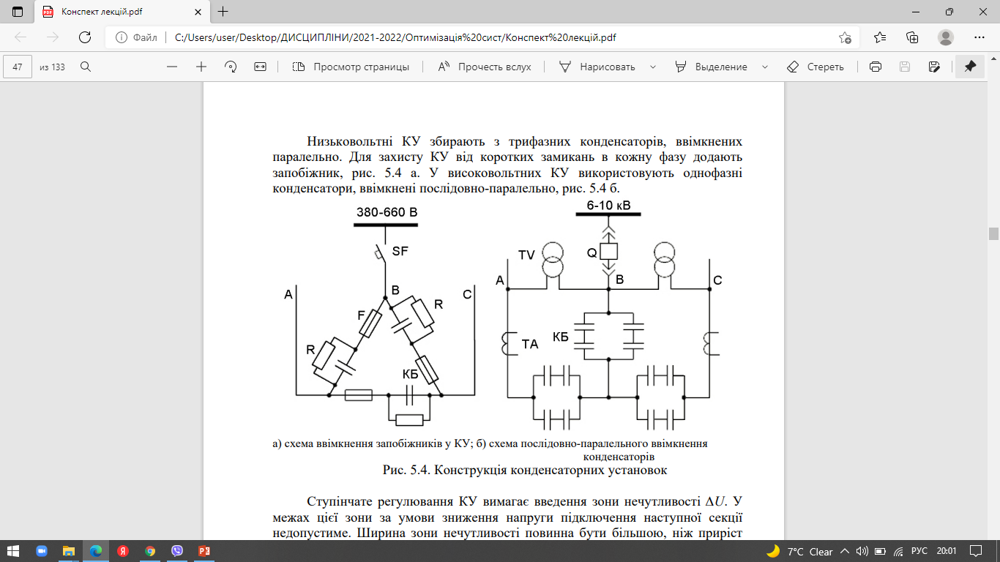 Конспект лекцій.pdf
Файл
C:/Users/user/Desktop/ДИСЦИПЛІНИ/2021-2022/Оптимізація%20сист/Конспект%20лекцій.pdf
47 из 133
Просмотр страницы
Прочесть вслух
Нарисовать
Выделение
Стереть
Низьковольтні КУ збирають з трифазних конденсаторів, ввімкнених
паралельно. Для захисту КУ від коротких замикань в кожну фазу додають
запобіжник, рис. 5.4 а. У високовольтних КУ використовують однофазні
конденсатори, ввімкнені послідовно-паралельно, рис. 5.4 б.
380-660 В
SF
A
B
C
F
R
R
КБ
6-10 кВ
TV
Q
A
B
C
TA
КБ
а) схема ввімкнення запобіжників у КУ; б) схема послідовно-паралельного ввімкнення
конденсаторів
Рис. 5.4. Конструкція конденсаторних установок
Ступінчате регулювання КУ вимагає введення зони нечутливості ΔU. У
межах цієї зони за умови зниження напруги підключення наступної секції
недопустиме. Ширина зони нечутливості повинна бути більшою, ніж приріст
7°C Clear
РУС
20:01